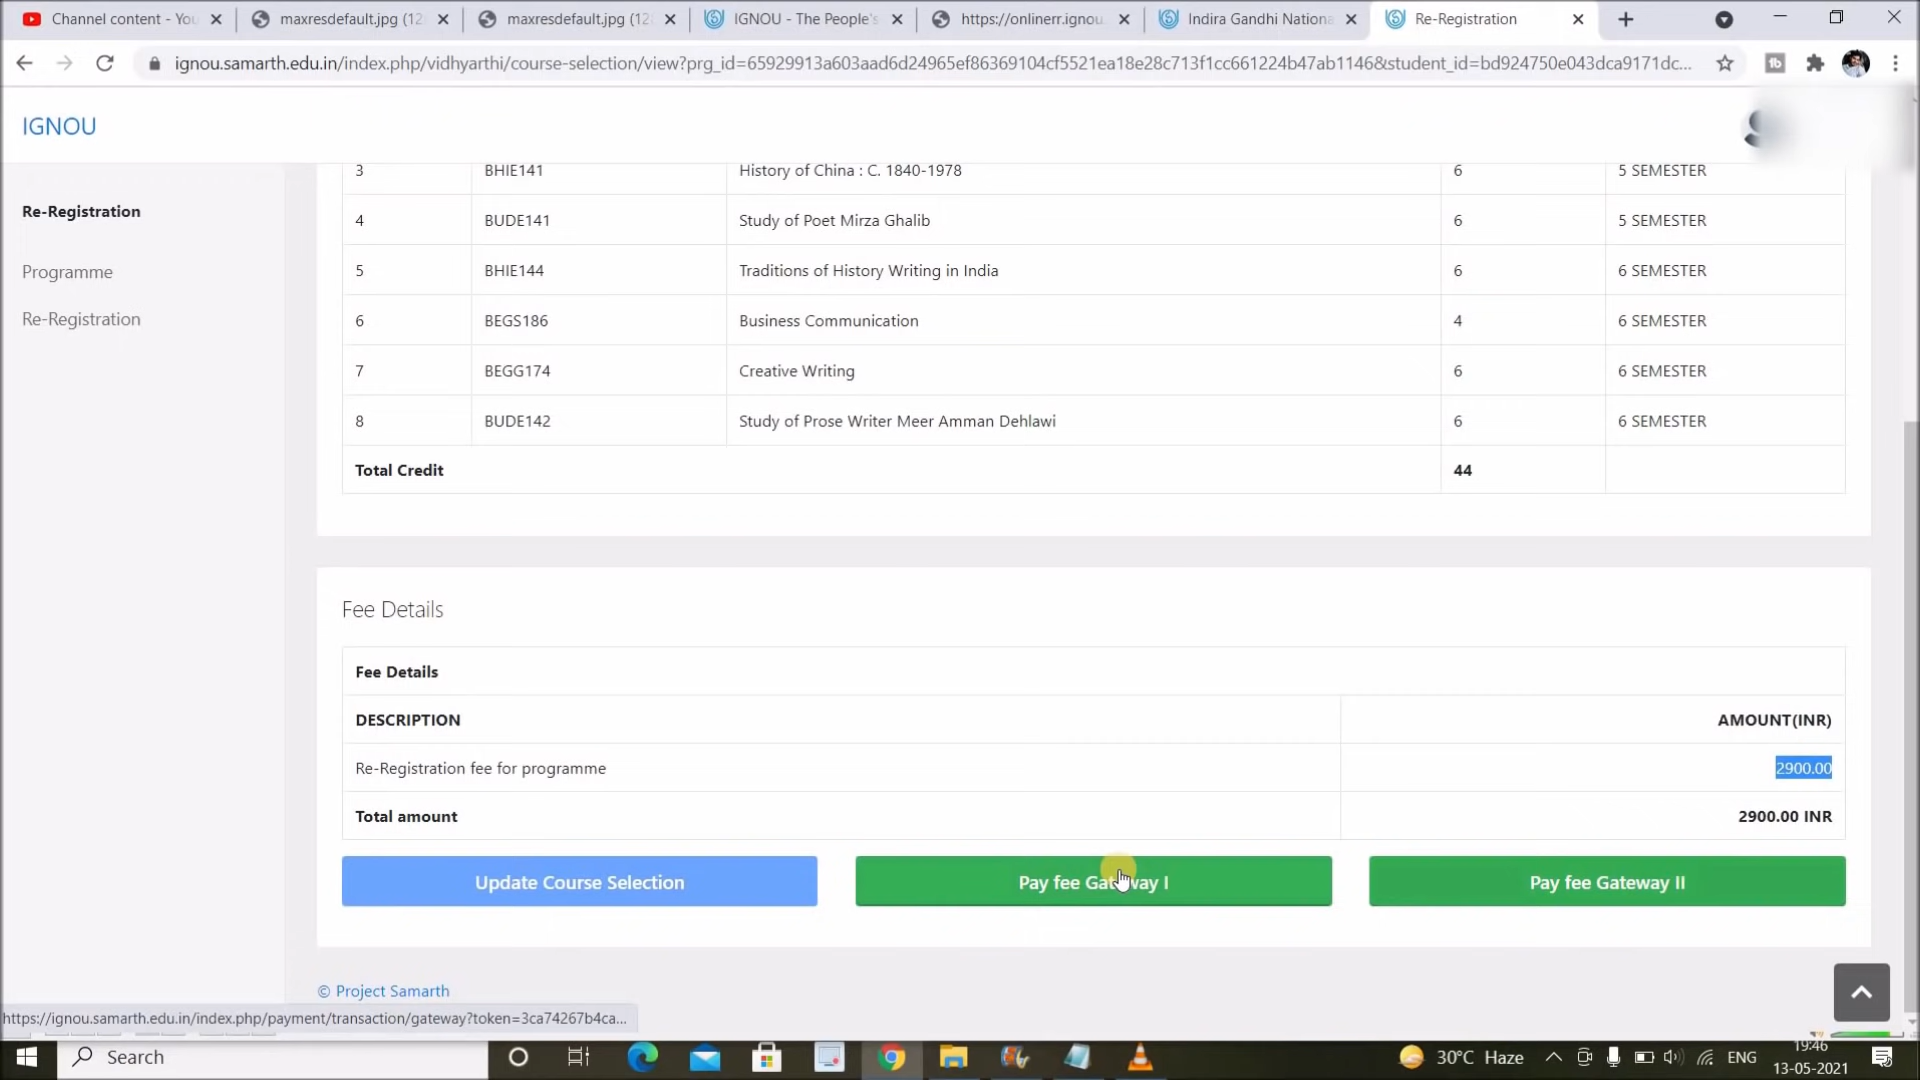 Channel content - You
maxresdefault.jpg (12
maxresdefault.jpg (12
IGNOU - The People's
https://onlinerr.ignou.
Indira Gandhi Nationa
Re-Registration
ignou.samarth.edu.in/index.php/vidhyarthi/course-selection/view?prg_id=65929913a603aad6d24965ef86369104cf5521ea18e28c713f1cc661224b47ab1146&student_id=bd924750e043dca9171dc...
IGNOU
Re-Registration
Programme
Re-Registration
3 BHIE141 History of China : C. 1840-1978 6 5 SEMESTER
4 BUDE141 Study of Poet Mirza Ghalib 6 5 SEMESTER
5 BHIE144 Traditions of History Writing in India 6 6 SEMESTER
6 BEGS186 Business Communication 4 6 SEMESTER
7 BEGG174 Creative Writing 6 6 SEMESTER
8 BUDE142 Study of Prose Writer Meer Amman Dehlawi 6 6 SEMESTER
Total Credit 44
Fee Details
Fee Details
DESCRIPTION AMOUNT(INR)
Re-Registration fee for programme 2900.00
Total amount 2900.00 INR
Update Course Selection
Pay fee Gateway I
Pay fee Gateway II
© Project Samarth
https://ignou.samarth.edu.in/index.php/payment/transaction/gateway?token=3ca74267b4ca...
Search
30°C Haze
ENG
19:46
13-05-2021